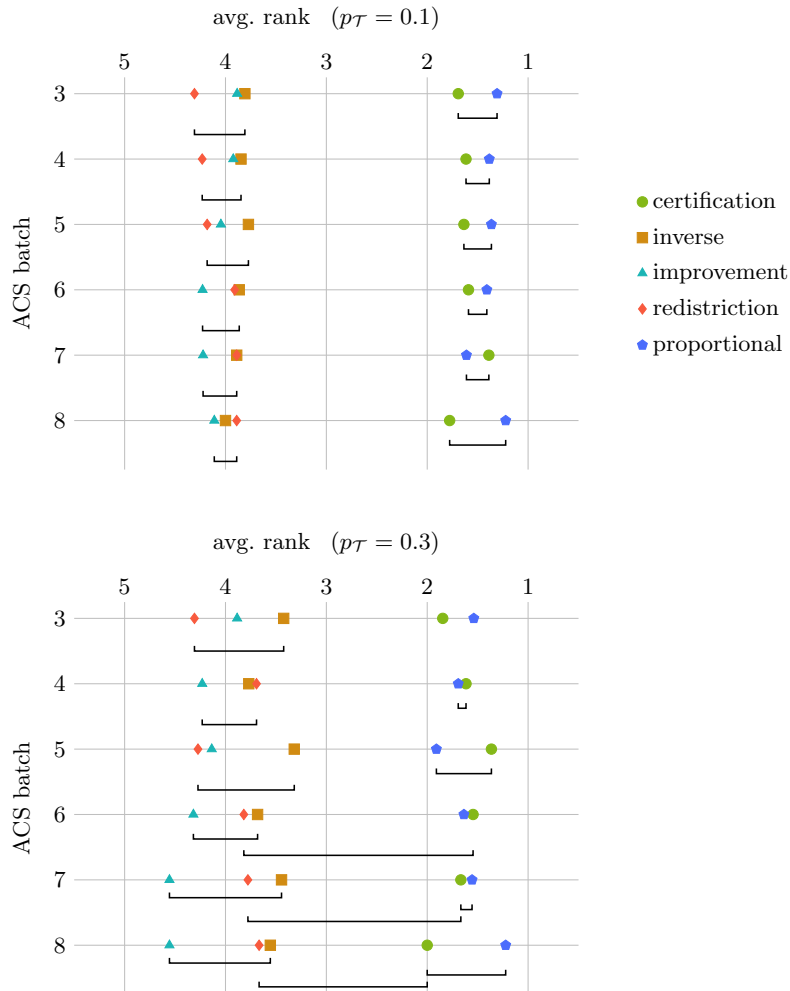 avg. rank (p𝒯 = 0.1)
5 4 3 2 1
3
4
5
6
7
8
ACS batch
certification
inverse
improvement
redistriction
proportional
avg. rank (p𝒯 = 0.3)
5 4 3 2 1
3
4
5
6
7
8
ACS batch